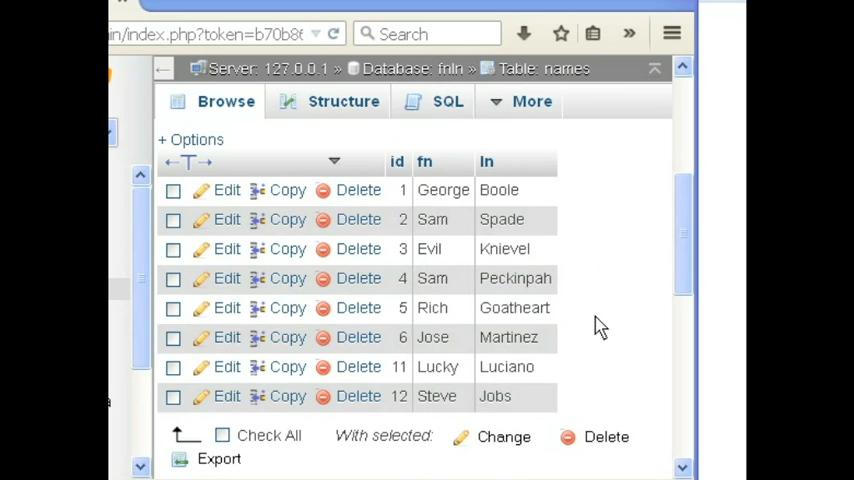 in/index.php?token=b70b86 Search
Server: 127.0.0.1 » Database: fnln » Table: names
Browse Structure SQL More
+ Options
id fn ln
Edit Copy Delete 1 George Boole
Edit Copy Delete 2 Sam Spade
Edit Copy Delete 3 Evil Knievel
Edit Copy Delete 4 Sam Peckinpah
Edit Copy Delete 5 Rich Goatheart
Edit Copy Delete 6 Jose Martinez
Edit Copy Delete 11 Lucky Luciano
Edit Copy Delete 12 Steve Jobs
Check All With selected: Change Delete
Export